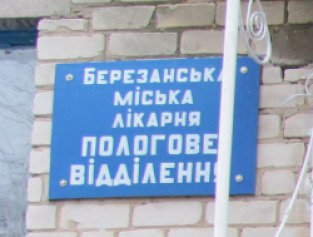 БЕРЕЗАНСЬКА
МІСЬКА
ЛІКАРНЯ
ПОЛОГОВЕ
ВІДДІЛЕННЯ